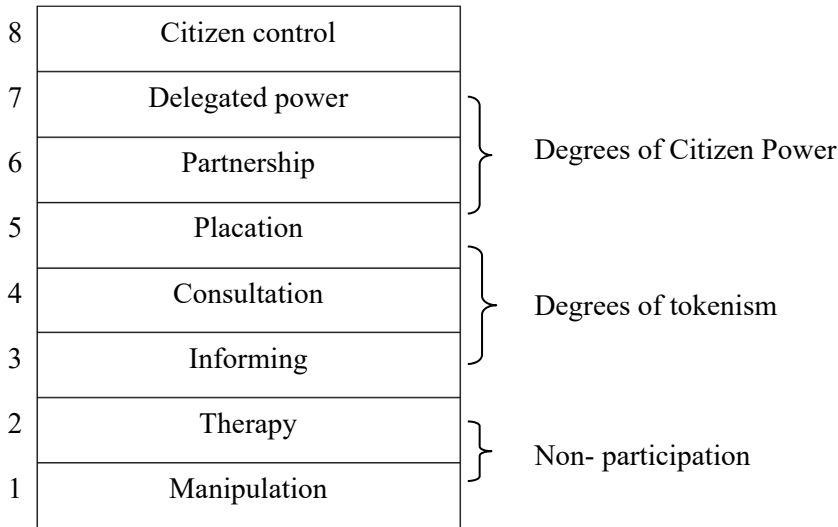 8 Citizen control
7 Delegated power
Degrees of Citizen Power
6 Partnership
5 Placation
4 Consultation
Degrees of tokenism
3 Informing
2 Therapy
Non- participation
1 Manipulation